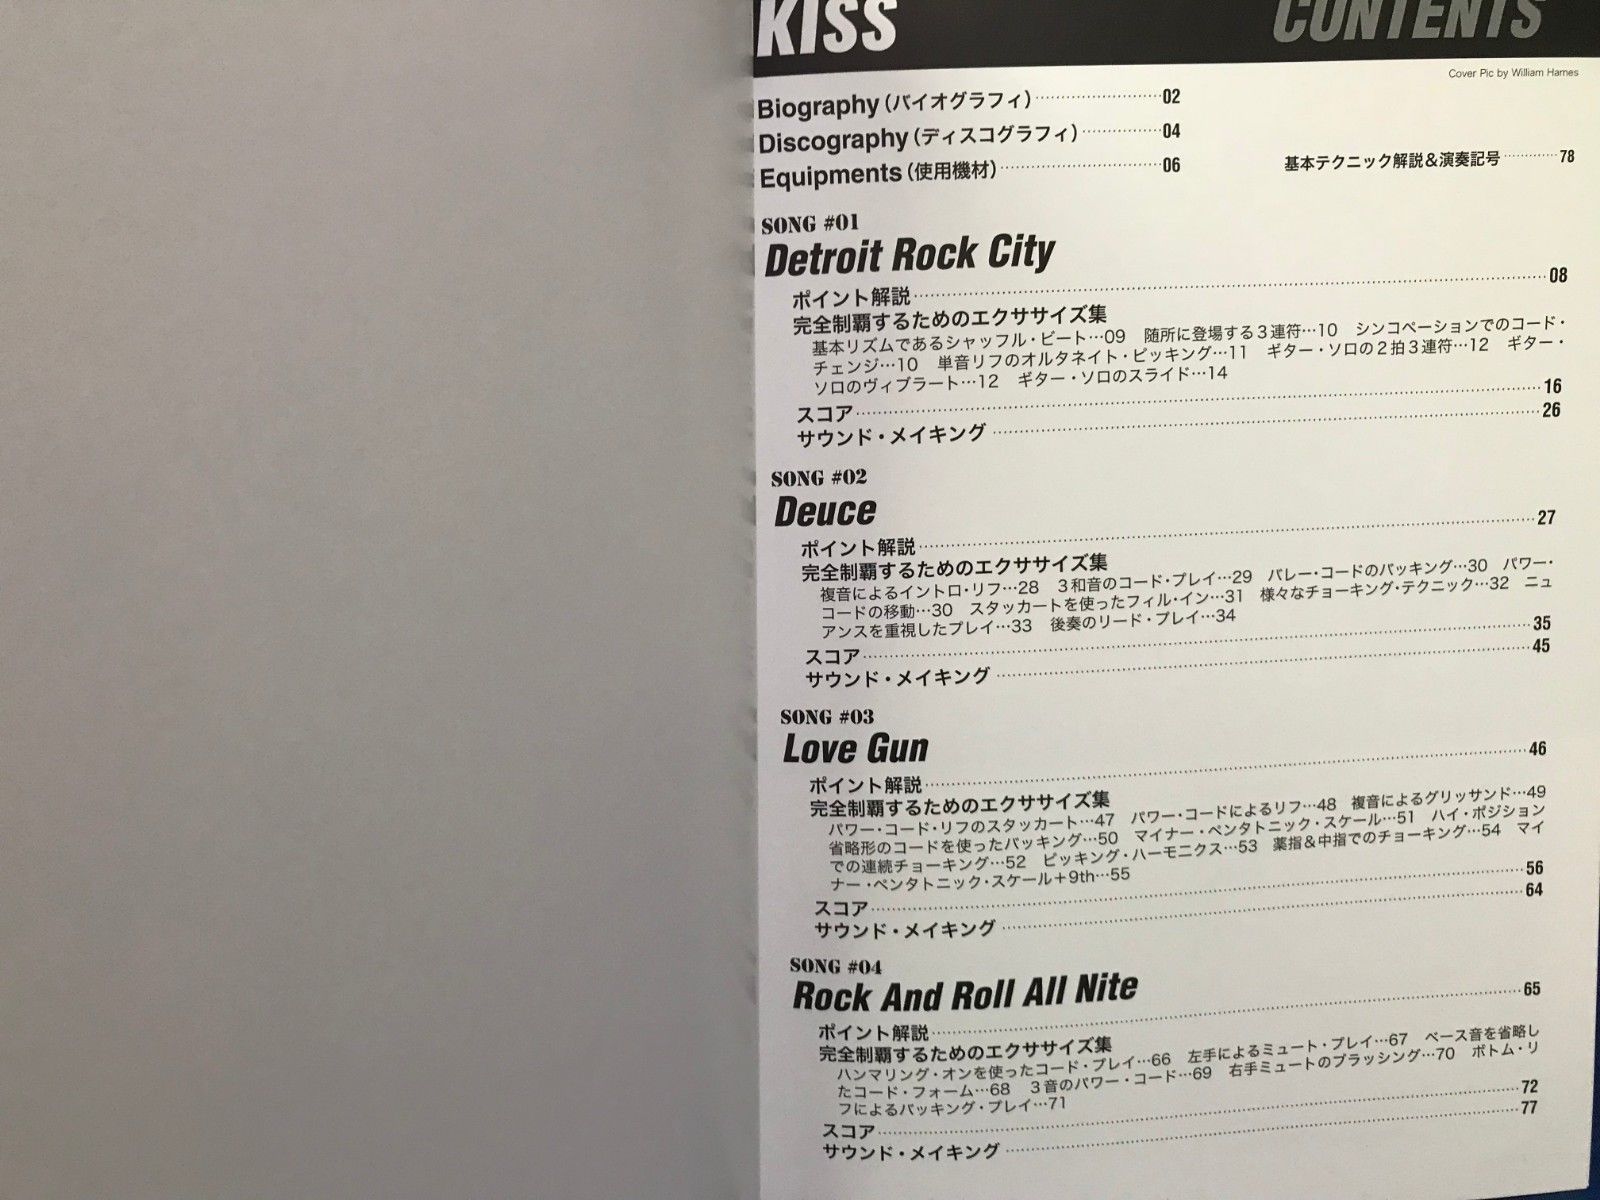 KISS
CONTENTS
Cover Pic by William Hames
Biography（バイオグラフィ）……………………02
Discography（ディスコグラフィ）……………04
Equipments（使用機材）…………………………06
基本テクニック解説＆演奏記号…………78
SONG #01
Detroit Rock City
ポイント解説……………………………………08
完全制覇するためのエクササイズ集
基本リズムであるシャッフル・ビート…09　随所に登場する３連符…10　シンコペーションでのコード・
チェンジ…10　単音リフのオルタネイト・ピッキング…11　ギター・ソロの２拍３連符…12　ギター・
ソロのヴィブラート…12　ギター・ソロのスライド…14
スコア……………………………………16
サウンド・メイキング……………………………………26
SONG #02
Deuce
ポイント解説……………………………………27
完全制覇するためのエクササイズ集
複音によるイントロ・リフ…28　３和音のコード・プレイ…29　バレー・コードのバッキング…30　パワー・
コードの移動…30　スタッカートを使ったフィル・イン…31　様々なチョーキング・テクニック…32　ニュ
アンスを重視したプレイ…33　後奏のリード・プレイ…34
スコア……………………………………35
サウンド・メイキング……………………………………45
SONG #03
Love Gun
ポイント解説……………………………………46
完全制覇するためのエクササイズ集
パワー・コード・リフのスタッカート…47　パワー・コードによるリフ…48　複音によるグリッサンド…49
省略形のコードを使ったバッキング…50　マイナー・ペンタトニック・スケール…51　ハイ・ポジション
での連続チョーキング…52　ピッキング・ハーモニクス…53　薬指＆中指でのチョーキング…54　マイ
ナー・ペンタトニック・スケール＋9th…55
スコア……………………………………56
サウンド・メイキング……………………………………64
SONG #04
Rock And Roll All Nite
ポイント解説……………………………………65
完全制覇するためのエクササイズ集
ハンマリング・オンを使ったコード・プレイ…66　左手によるミュート・プレイ…67　ベース音を省略し
たコード・フォーム…68　３音のパワー・コード…69　右手ミュートのブラッシング…70　ボトム・リ
フによるバッキング・プレイ…71
スコア……………………………………72
サウンド・メイキング……………………………………77